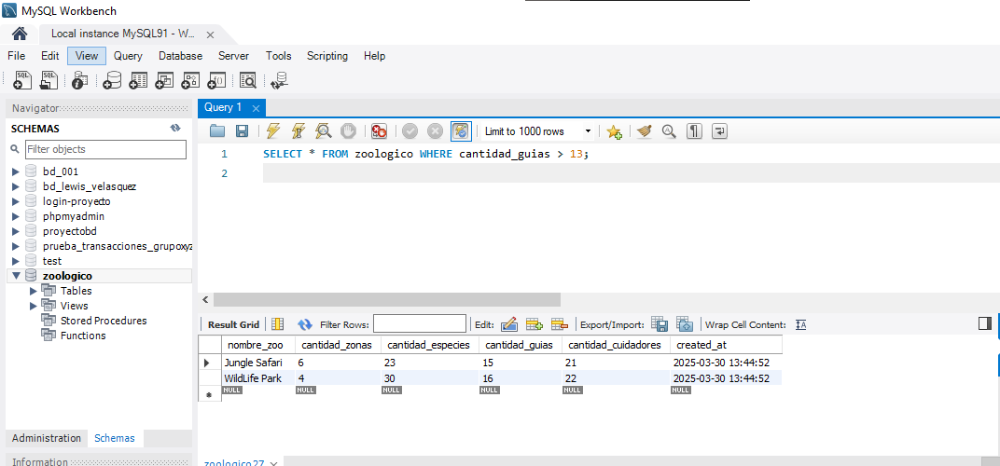 MySQL Workbench
Local instance MySQL91 - W... ×
File Edit View Query Database Server Tools Scripting Help
Navigator
SCHEMAS
Filter objects
bd_001
bd_lewis_velasquez
login-proyecto
phpmyadmin
proyectobd
prueba_transacciones_grupoxyz
test
zoologico
Tables
Views
Stored Procedures
Functions
Administration Schemas
Information
Query 1 ×
Limit to 1000 rows
1 SELECT * FROM zoologico WHERE cantidad_guias > 13;
2
Result Grid Filter Rows: Edit: Export/Import: Wrap Cell Content:
nombre_zoo cantidad_zonas cantidad_especies cantidad_guias cantidad_cuidadores created_at
Jungle Safari 6 23 15 21 2025-03-30 13:44:52
WildLife Park 4 30 16 22 2025-03-30 13:44:52
NULL NULL NULL NULL NULL NULL
zoologico27 ×